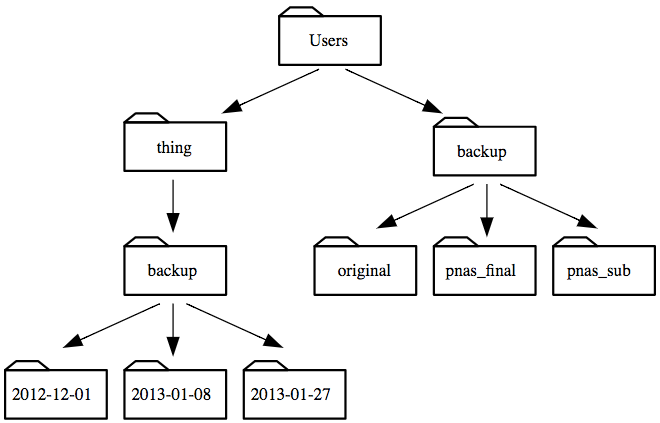 Users
thing
backup
backup
original
pnas_final
pnas_sub
2012-12-01
2013-01-08
2013-01-27